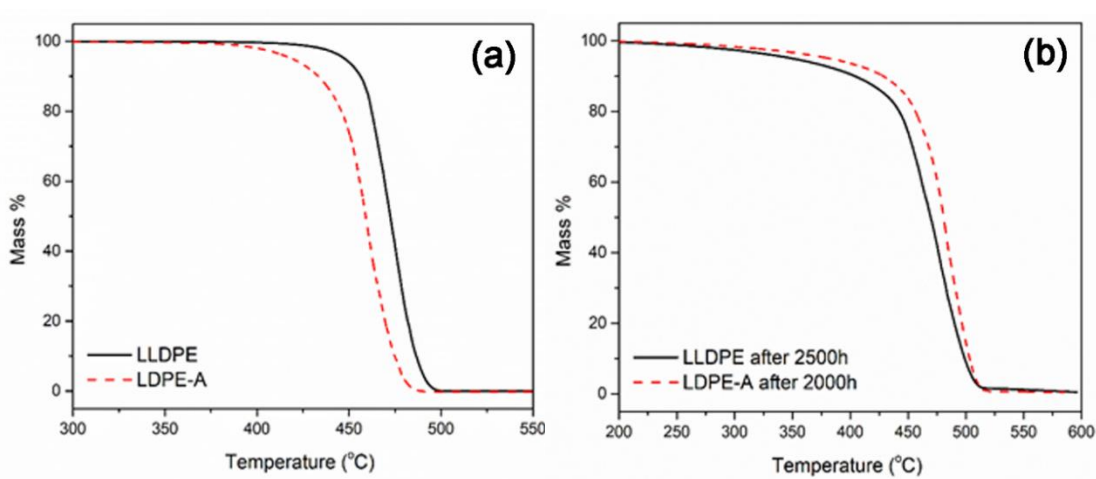 (a)
Mass %
100
80
60
40
20
0
LLDPE
LDPE-A
300 350 400 450 500 550
Temperature (°C)
(b)
Mass %
100
80
60
40
20
0
LLDPE after 2500h
LDPE-A after 2000h
200 250 300 350 400 450 500 550 600
Temperature (°C)